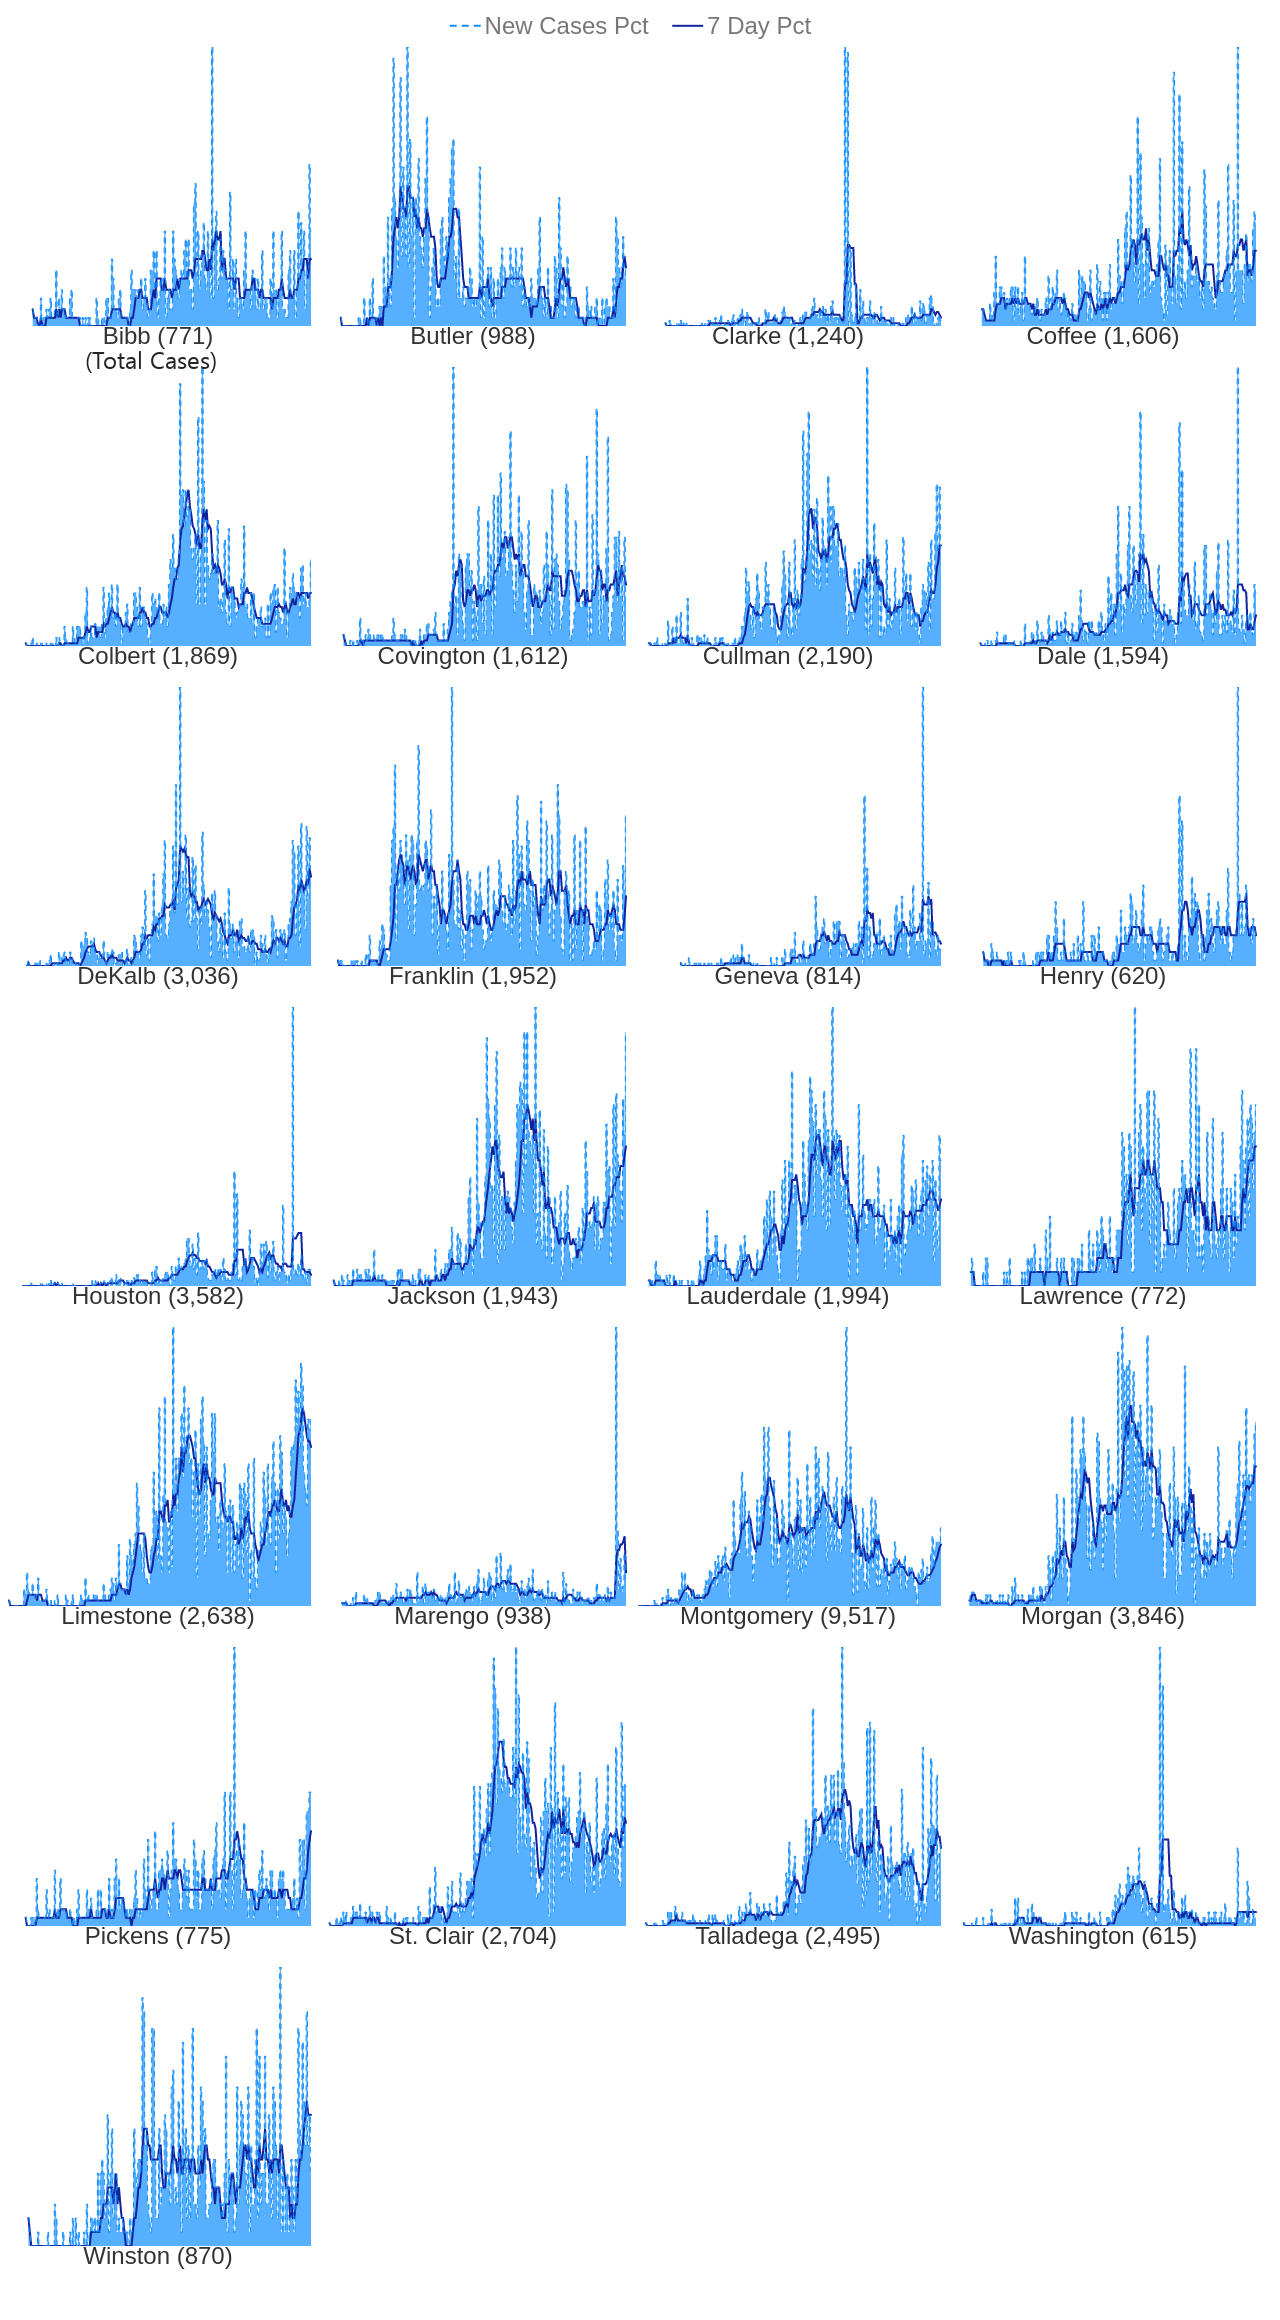 New Cases Pct 7 Day Pct
Bibb (771) Butler (988) Clarke (1,240) Coffee (1,606)
(Total Cases)
Colbert (1,869) Covington (1,612) Cullman (2,190) Dale (1,594)
DeKalb (3,036) Franklin (1,952) Geneva (814) Henry (620)
Houston (3,582) Jackson (1,943) Lauderdale (1,994) Lawrence (772)
Limestone (2,638) Marengo (938) Montgomery (9,517) Morgan (3,846)
Pickens (775) St. Clair (2,704) Talladega (2,495) Washington (615)
Winston (870)